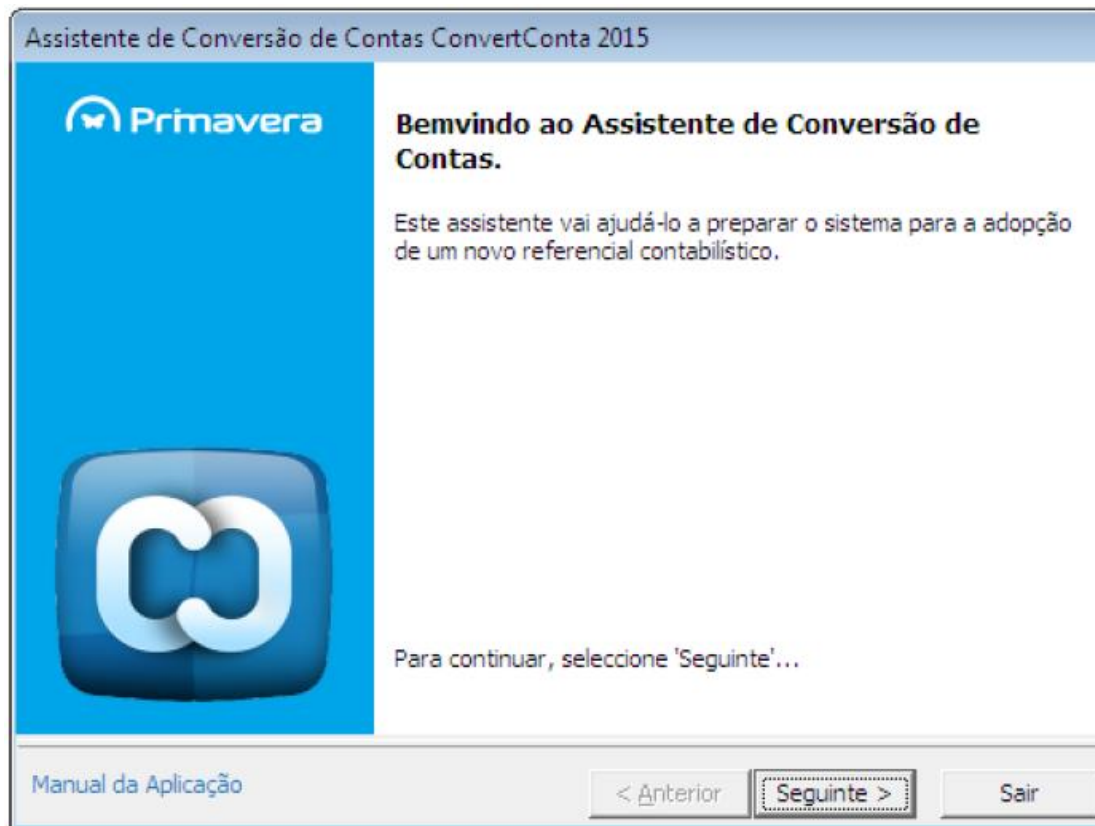 Assistente de Conversão de Contas ConvertConta 2015
Primavera
Bemvindo ao Assistente de Conversão de
Contas.
Este assistente vai ajudá-lo a preparar o sistema para a adopção
de um novo referencial contabilístico.
Para continuar, seleccione 'Seguinte'...
Manual da Aplicação
< Anterior
Seguinte >
Sair